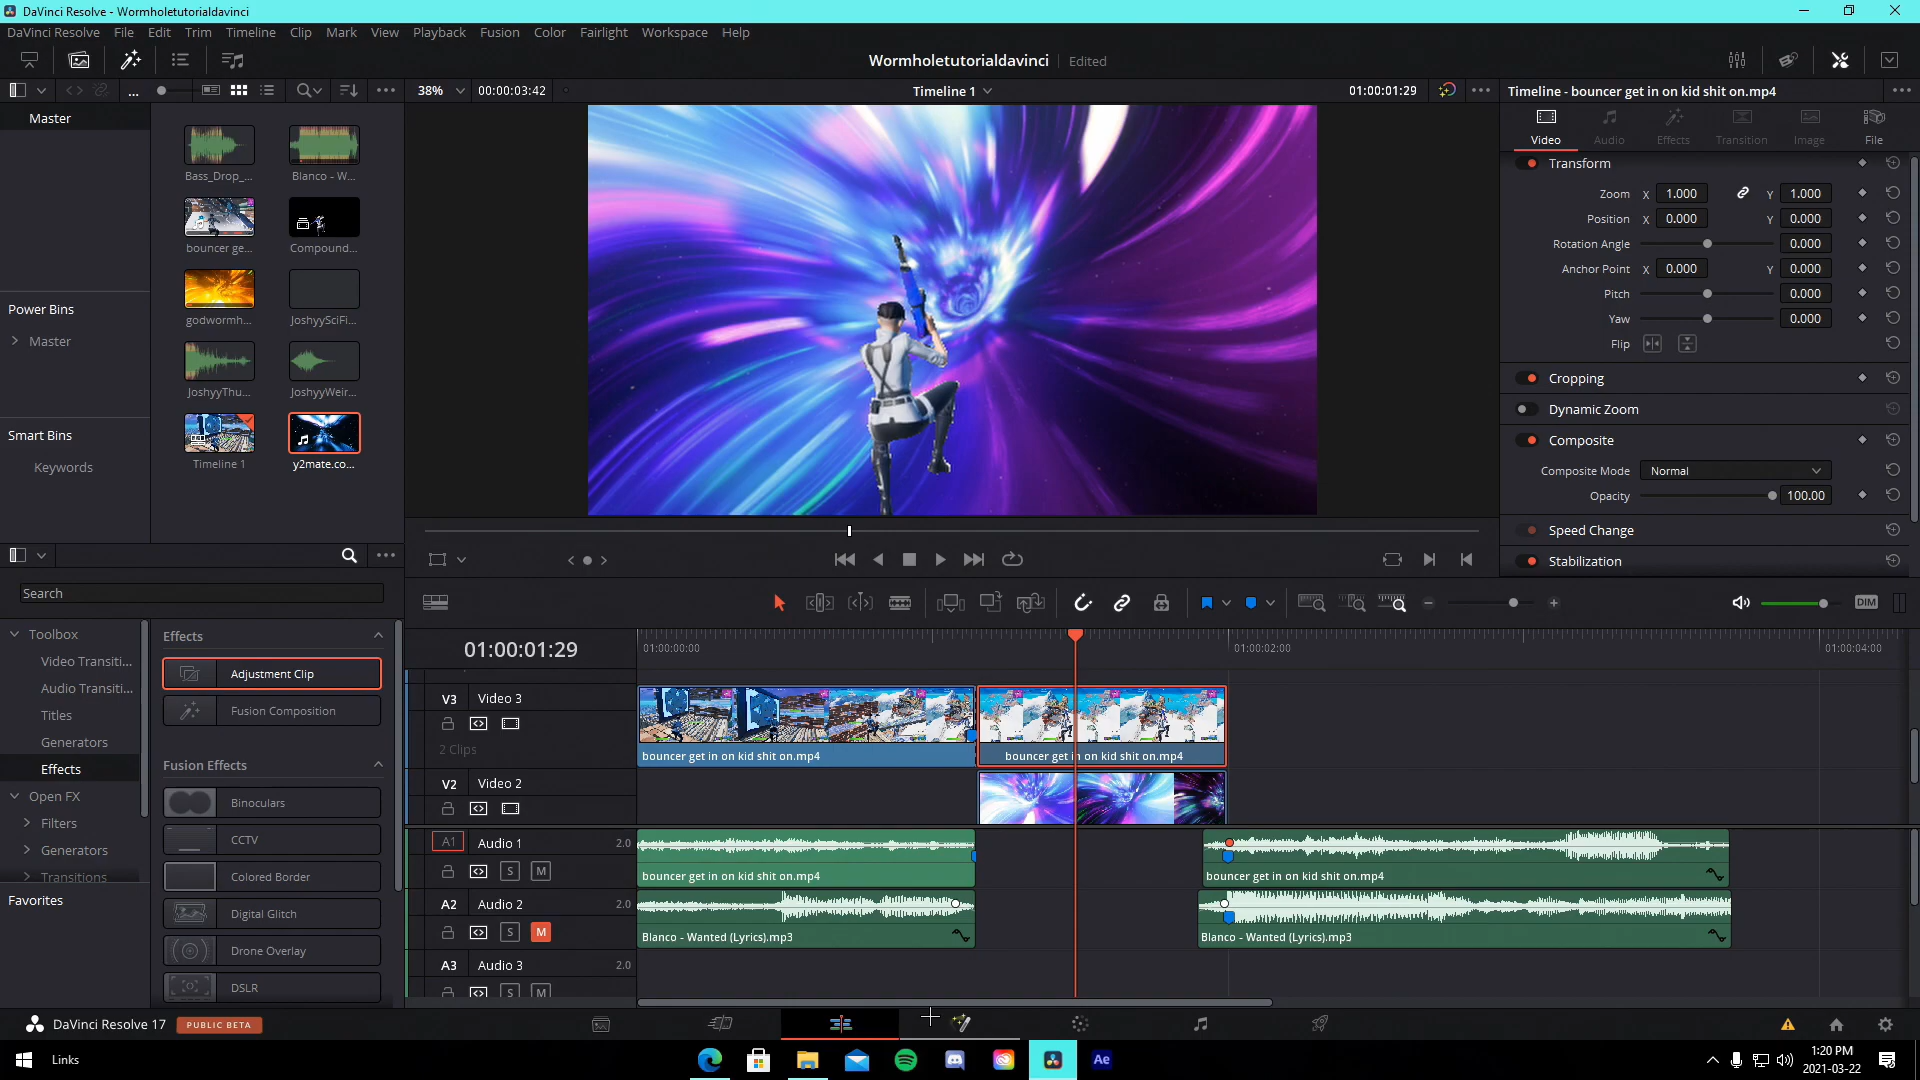 DaVinci Resolve - Wormholetutorialdavinci
DaVinci Resolve File Edit Trim Timeline Clip Mark View Playback Fusion Color Fairlight Workspace Help
Wormholetutorialdavinci Edited
... 38% 00:00:03:42 Timeline 1 01:00:01:29 Timeline - bouncer get in on kid shit on.mp4
Master
Power Bins
Master
Smart Bins
Keywords
Bass_Drop_... Blanco - W...
bouncer ge... Compound...
godwormh... JoshyySciFi...
JoshyyThu... JoshyyWeir...
Timeline 1 y2mate.co...
Video Audio Effects Transition Image File
Transform
Zoom X 1.000 Y 1.000
Position X 0.000 Y 0.000
Rotation Angle 0.000
Anchor Point X 0.000 Y 0.000
Pitch 0.000
Yaw 0.000
Flip
Cropping
Dynamic Zoom
Composite
Composite Mode Normal
Opacity 100.00
Speed Change
Stabilization
Search
Toolbox
Video Transiti...
Audio Transiti...
Titles
Generators
Effects
Open FX
Filters
Generators
Transitions
Favorites
Effects
Adjustment Clip
Fusion Composition
Fusion Effects
Binoculars
CCTV
Colored Border
Digital Glitch
Drone Overlay
DSLR
DIM
01:00:01:29 01:00:00:00 01:00:02:00 01:00:04:00
V3 Video 3
2 Clips
bouncer get in on kid shit on.mp4 bouncer get in on kid shit on.mp4
V2 Video 2
A1 Audio 1 2.0
S M
bouncer get in on kid shit on.mp4 bouncer get in on kid shit on.mp4
A2 Audio 2 2.0
S M
Blanco - Wanted (Lyrics).mp3 Blanco - Wanted (Lyrics).mp3
A3 Audio 3 2.0
S M
DaVinci Resolve 17 PUBLIC BETA
Links Ae 1:20 PM
2021-03-22